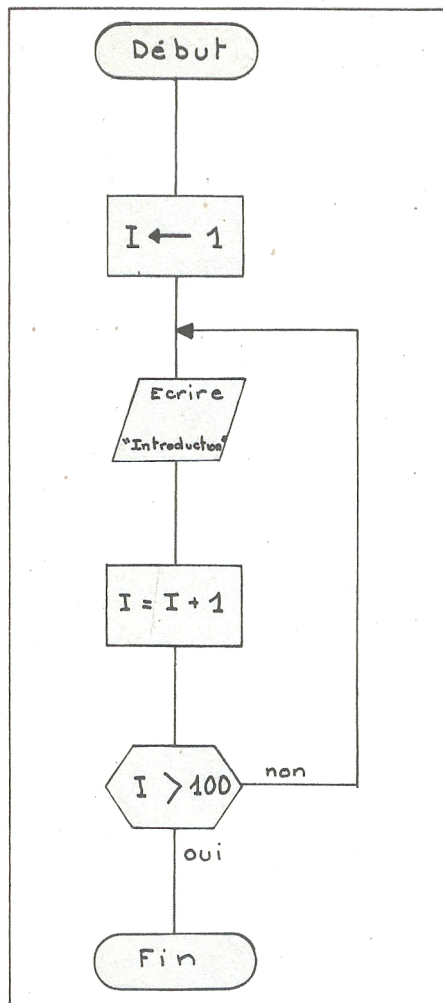 Début
I ← 1
Ecrire
"Introduction"
I = I + 1
I > 100
non
oui
Fin